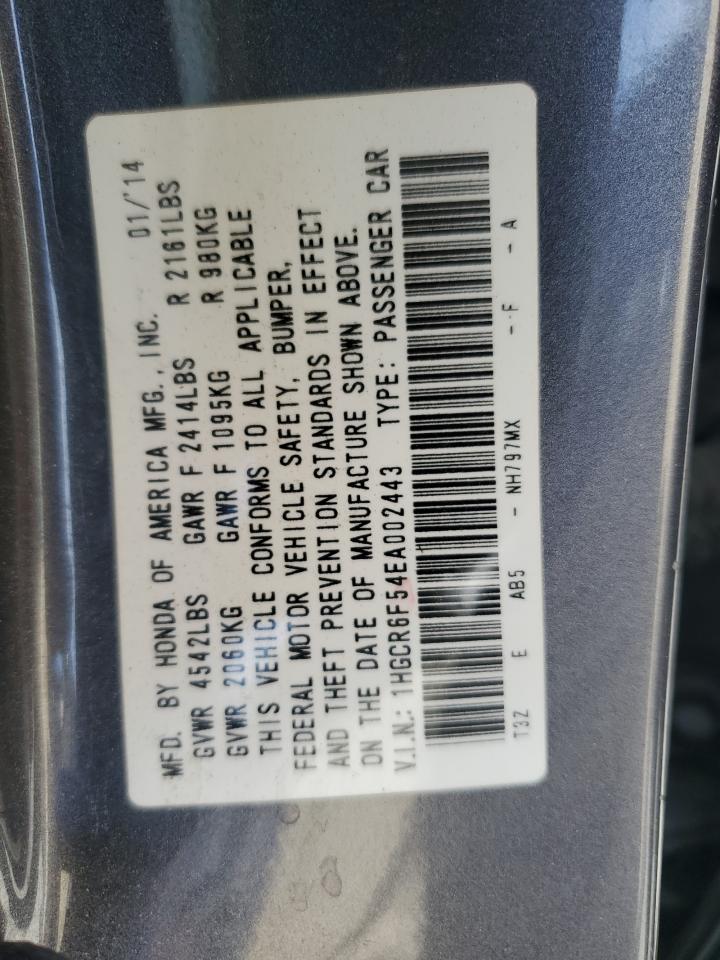 MFD. BY HONDA OF AMERICA MFG., INC. 01/'14
GVWR 4542LBS GAWR F 2414LBS R 2161LBS
GVWR 2060KG GAWR F 1095KG R 980KG
THIS VEHICLE CONFORMS TO ALL APPLICABLE
FEDERAL MOTOR VEHICLE SAFETY, BUMPER,
AND THEFT PREVENTION STANDARDS IN EFFECT
ON THE DATE OF MANUFACTURE SHOWN ABOVE.
V.I.N.: 1HGCR6F54EA002443 TYPE: PASSENGER CAR
T3Z E AB5 - NH797MX - F - A